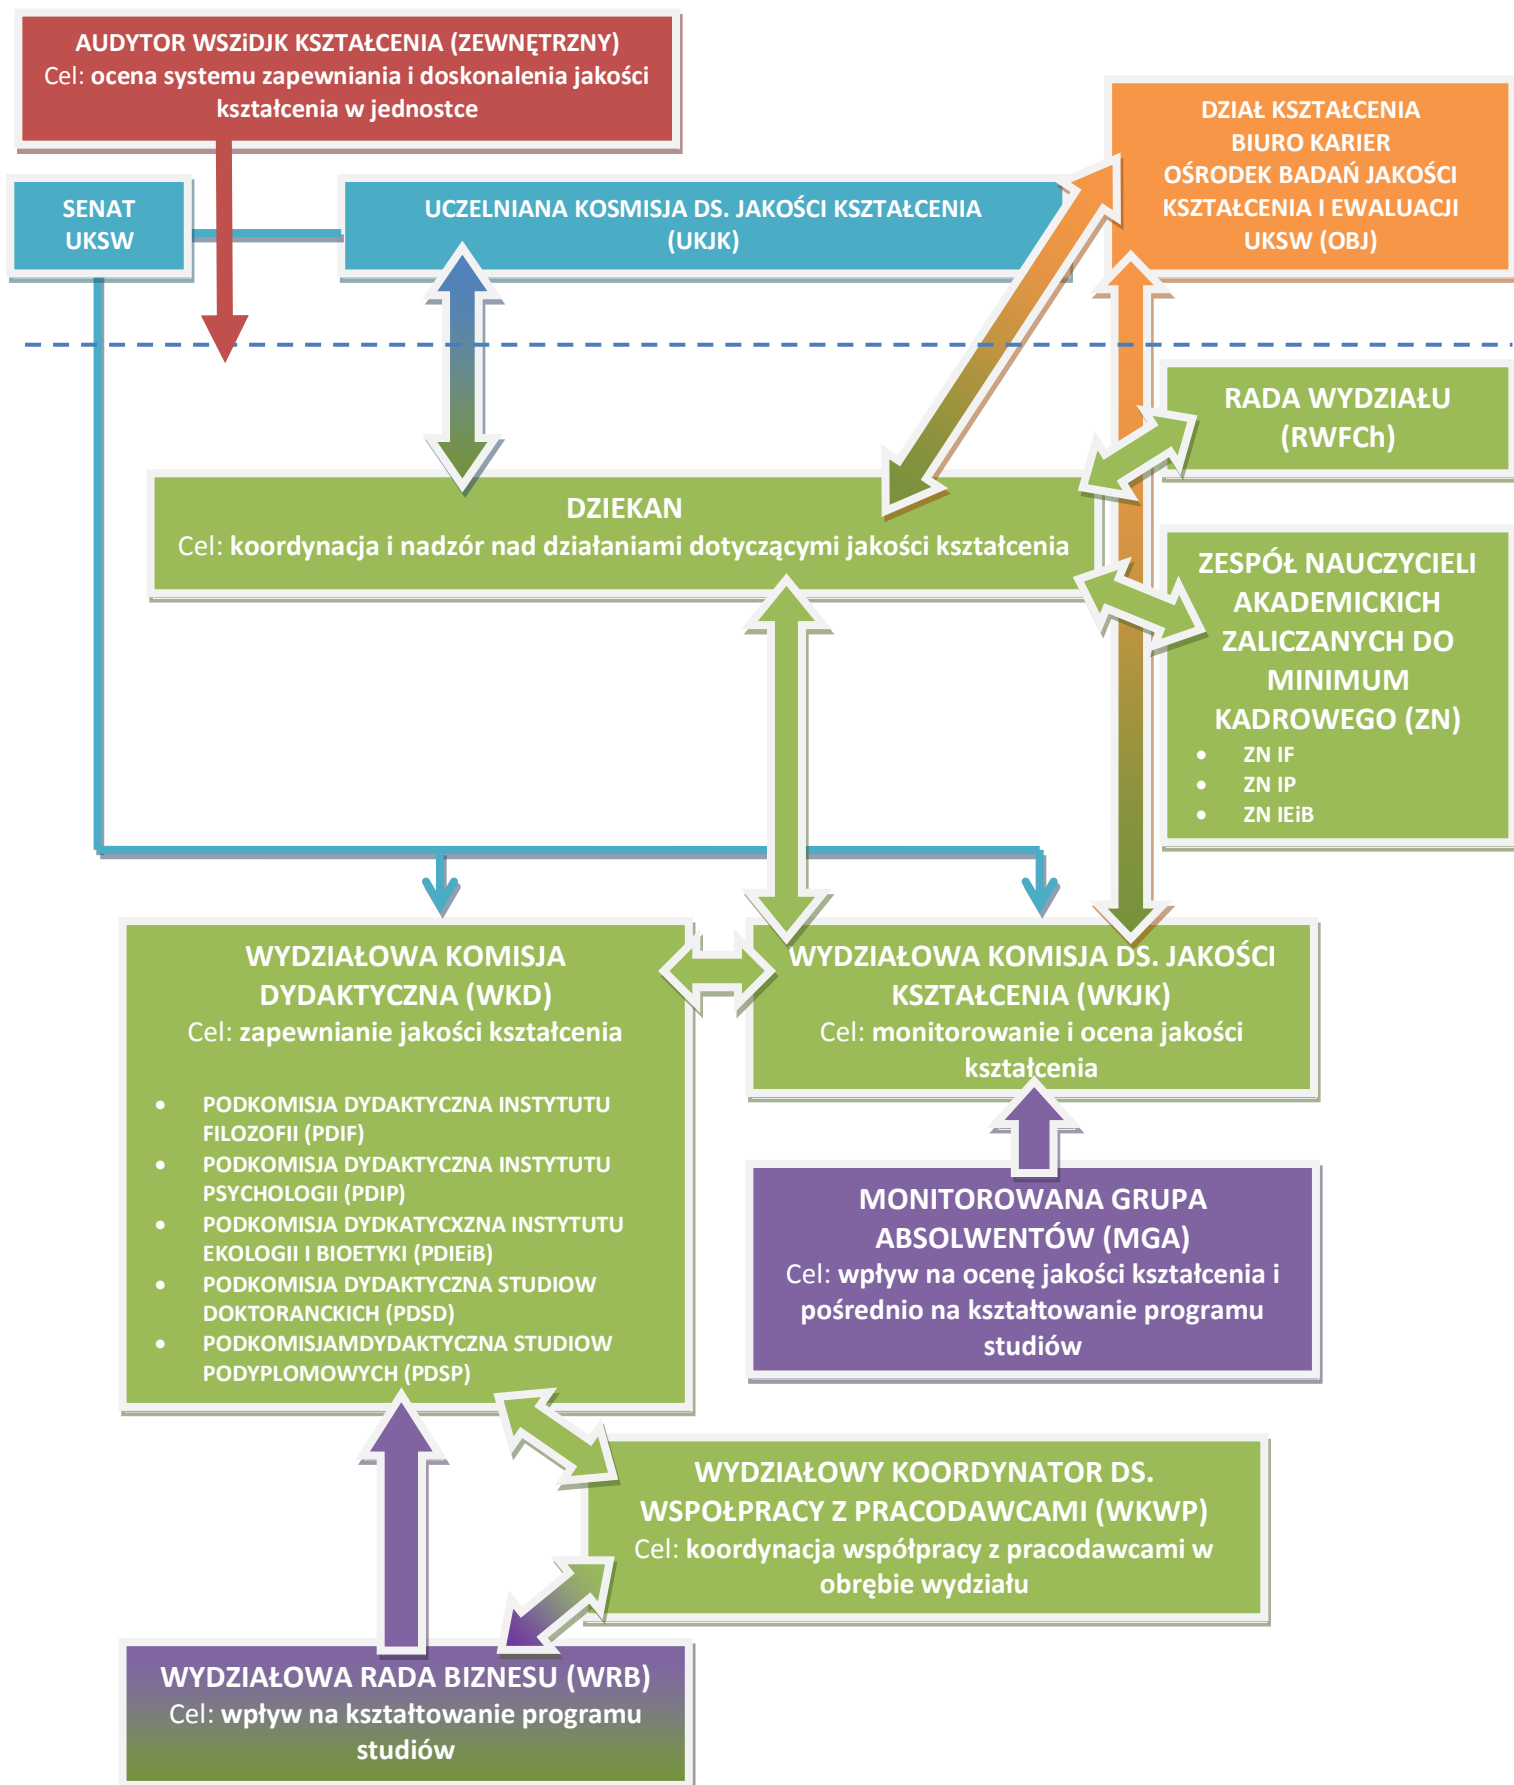 AUDYTOR WSZiDJK KSZTAŁCENIA (ZEWNĘTRZNY)
Cel: ocena systemu zapewniania i doskonalenia jakości
kształcenia w jednostce
DZIAŁ KSZTAŁCENIA
BIURO KARIER
OŚRODEK BADAŃ JAKOŚCI
KSZTAŁCENIA I EWALUACJI
UKSW (OBJ)
SENAT
UKSW
UCZELNIANA KOSMISJA DS. JAKOŚCI KSZTAŁCENIA
(UKJK)
RADA WYDZIAŁU
(RWFCh)
DZIEKAN
Cel: koordynacja i nadzór nad działaniami dotyczącymi jakości kształcenia
ZESPÓŁ NAUCZYCIELI
AKADEMICKICH
ZALICZANYCH DO
MINIMUM
KADROWEGO (ZN)
• ZN IF
• ZN IP
• ZN IEiB
WYDZIAŁOWA KOMISJA
DYDAKTYCZNA (WKD)
Cel: zapewnianie jakości kształcenia
• PODKOMISJA DYDAKTYCZNA INSTYTUTU
FILOZOFII (PDIF)
• PODKOMISJA DYDAKTYCZNA INSTYTUTU
PSYCHOLOGII (PDIP)
• PODKOMISJA DYDKATYCXZNA INSTYTUTU
EKOLOGII I BIOETYKI (PDIEiB)
• PODKOMISJA DYDAKTYCZNA STUDIOW
DOKTORANCKICH (PDSD)
• PODKOMISJAMDYDAKTYCZNA STUDIOW
PODYPLOMOWYCH (PDSP)
WYDZIAŁOWA KOMISJA DS. JAKOŚCI
KSZTAŁCENIA (WKJK)
Cel: monitorowanie i ocena jakości
kształcenia
MONITOROWANA GRUPA
ABSOLWENTÓW (MGA)
Cel: wpływ na ocenę jakości kształcenia i
pośrednio na kształtowanie programu
studiów
WYDZIAŁOWY KOORDYNATOR DS.
WSPOŁPRACY Z PRACODAWCAMI (WKWP)
Cel: koordynacja współpracy z pracodawcami w
obrębie wydziału
WYDZIAŁOWA RADA BIZNESU (WRB)
Cel: wpływ na kształtowanie programu
studiów